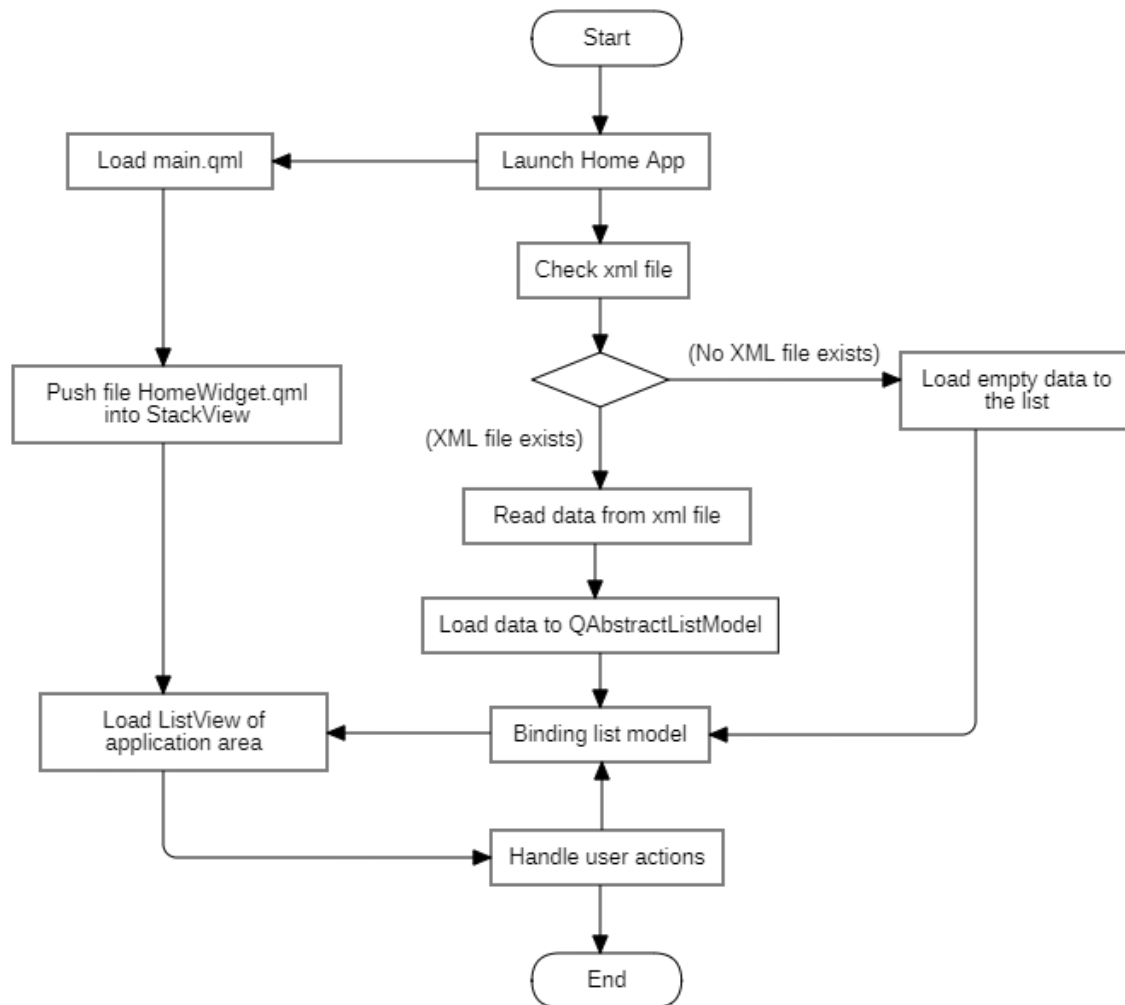 Start
Load main.qml
Launch Home App
Check xml file
(No XML file exists)
Push file HomeWidget.qml
into StackView
Load empty data to
the list
(XML file exists)
Read data from xml file
Load data to QAbstractListModel
Load ListView of
application area
Binding list model
Handle user actions
End